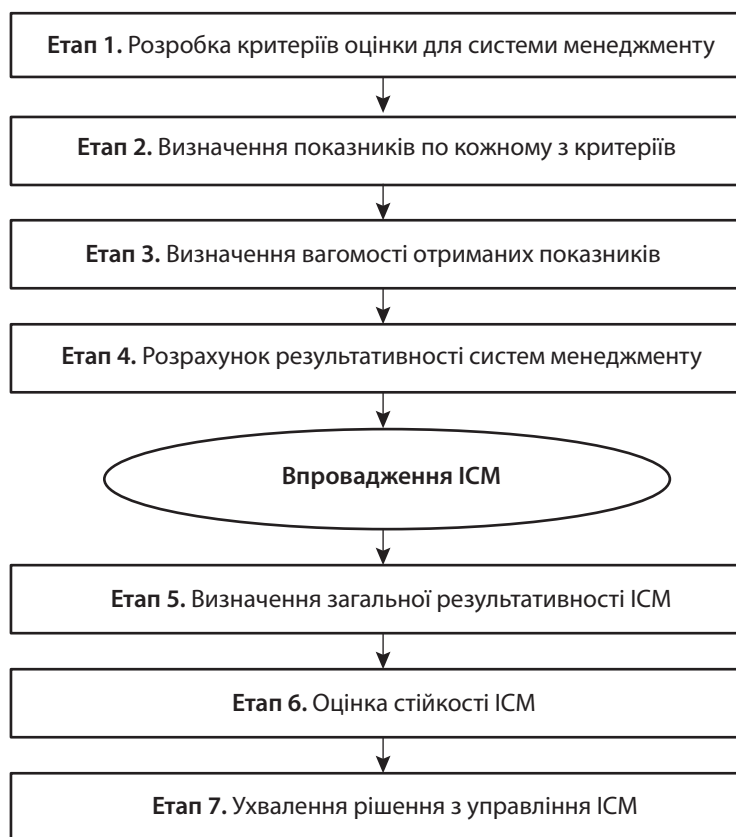 Етап 1. Розробка критеріїв оцінки для системи менеджменту
Етап 2. Визначення показників по кожному з критеріїв
Етап 3. Визначення вагомості отриманих показників
Етап 4. Розрахунок результативності систем менеджменту
Впровадження ІСМ
Етап 5. Визначення загальної результативності ІСМ
Етап 6. Оцінка стійкості ІСМ
Етап 7. Ухвалення рішення з управління ІСМ